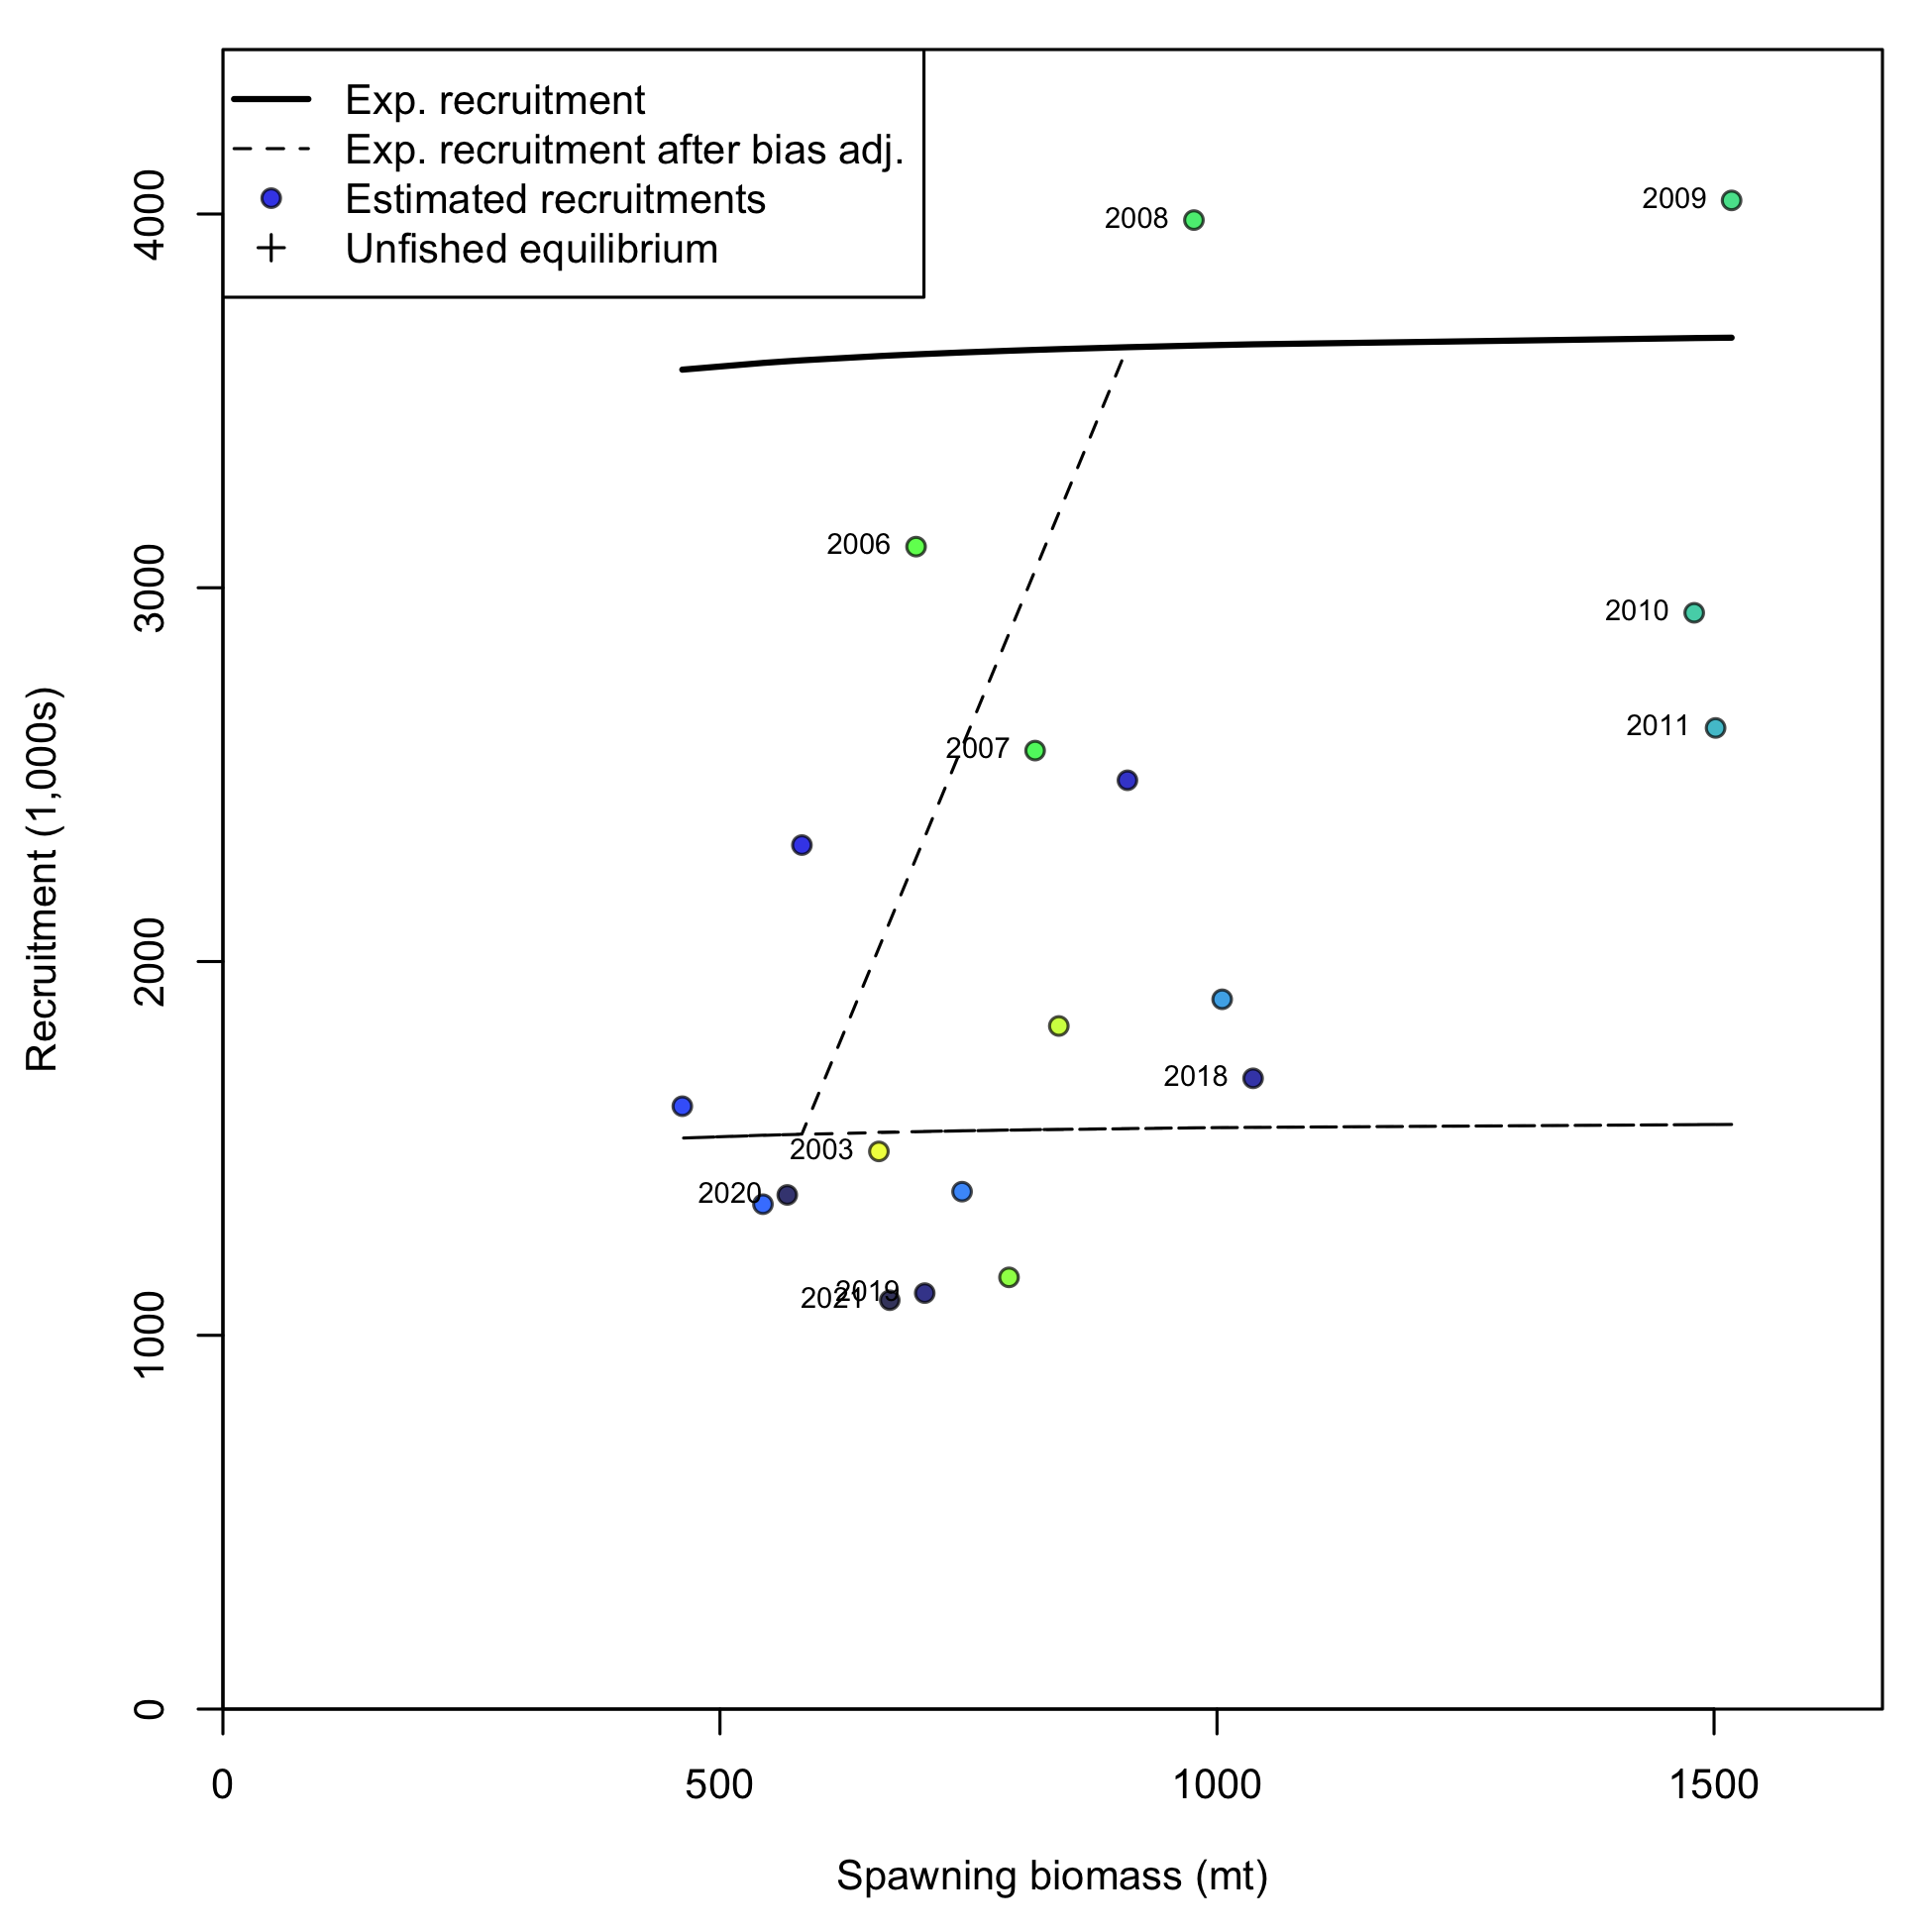 Exp. recruitment
Exp. recruitment after bias adj.
Estimated recruitments
Unfished equilibrium
2009
2008
2006
2010
2011
2007
2018
2003
2020
2019
2021
4000
3000
2000
1000
0
Recruitment (1,000s)
0 500 1000 1500
Spawning biomass (mt)